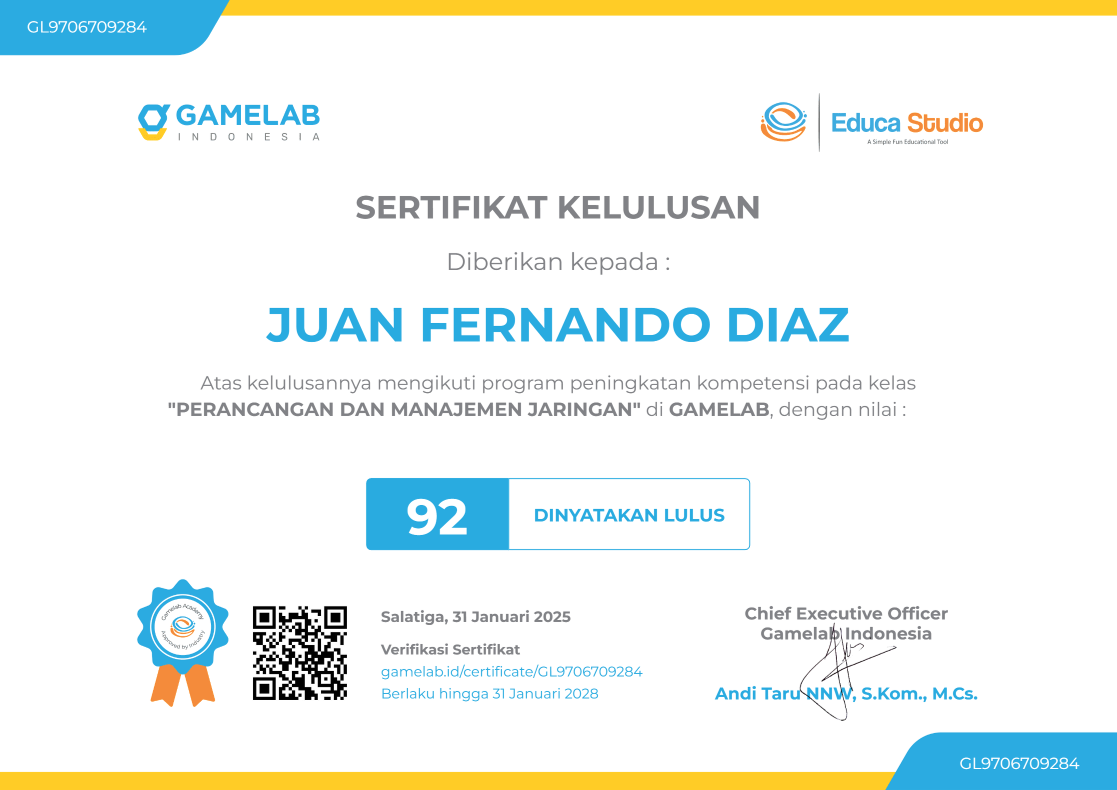 GL9706709284
GAMELAB
INDONESIA
Educa Studio
A Simple Fun Educational Tool
SERTIFIKAT KELULUSAN
Diberikan kepada :
JUAN FERNANDO DIAZ
Atas kelulusannya mengikuti program peningkatan kompetensi pada kelas
"PERANCANGAN DAN MANAJEMEN JARINGAN" di GAMELAB, dengan nilai :
92
DINYATAKAN LULUS
Gamelab Academy
Approved by Industry
Salatiga, 31 Januari 2025
Verifikasi Sertifikat
gamelab.id/certificate/GL9706709284
Berlaku hingga 31 Januari 2028
Chief Executive Officer
Gamelab Indonesia
Andi Taru NNW, S.Kom., M.Cs.
GL9706709284